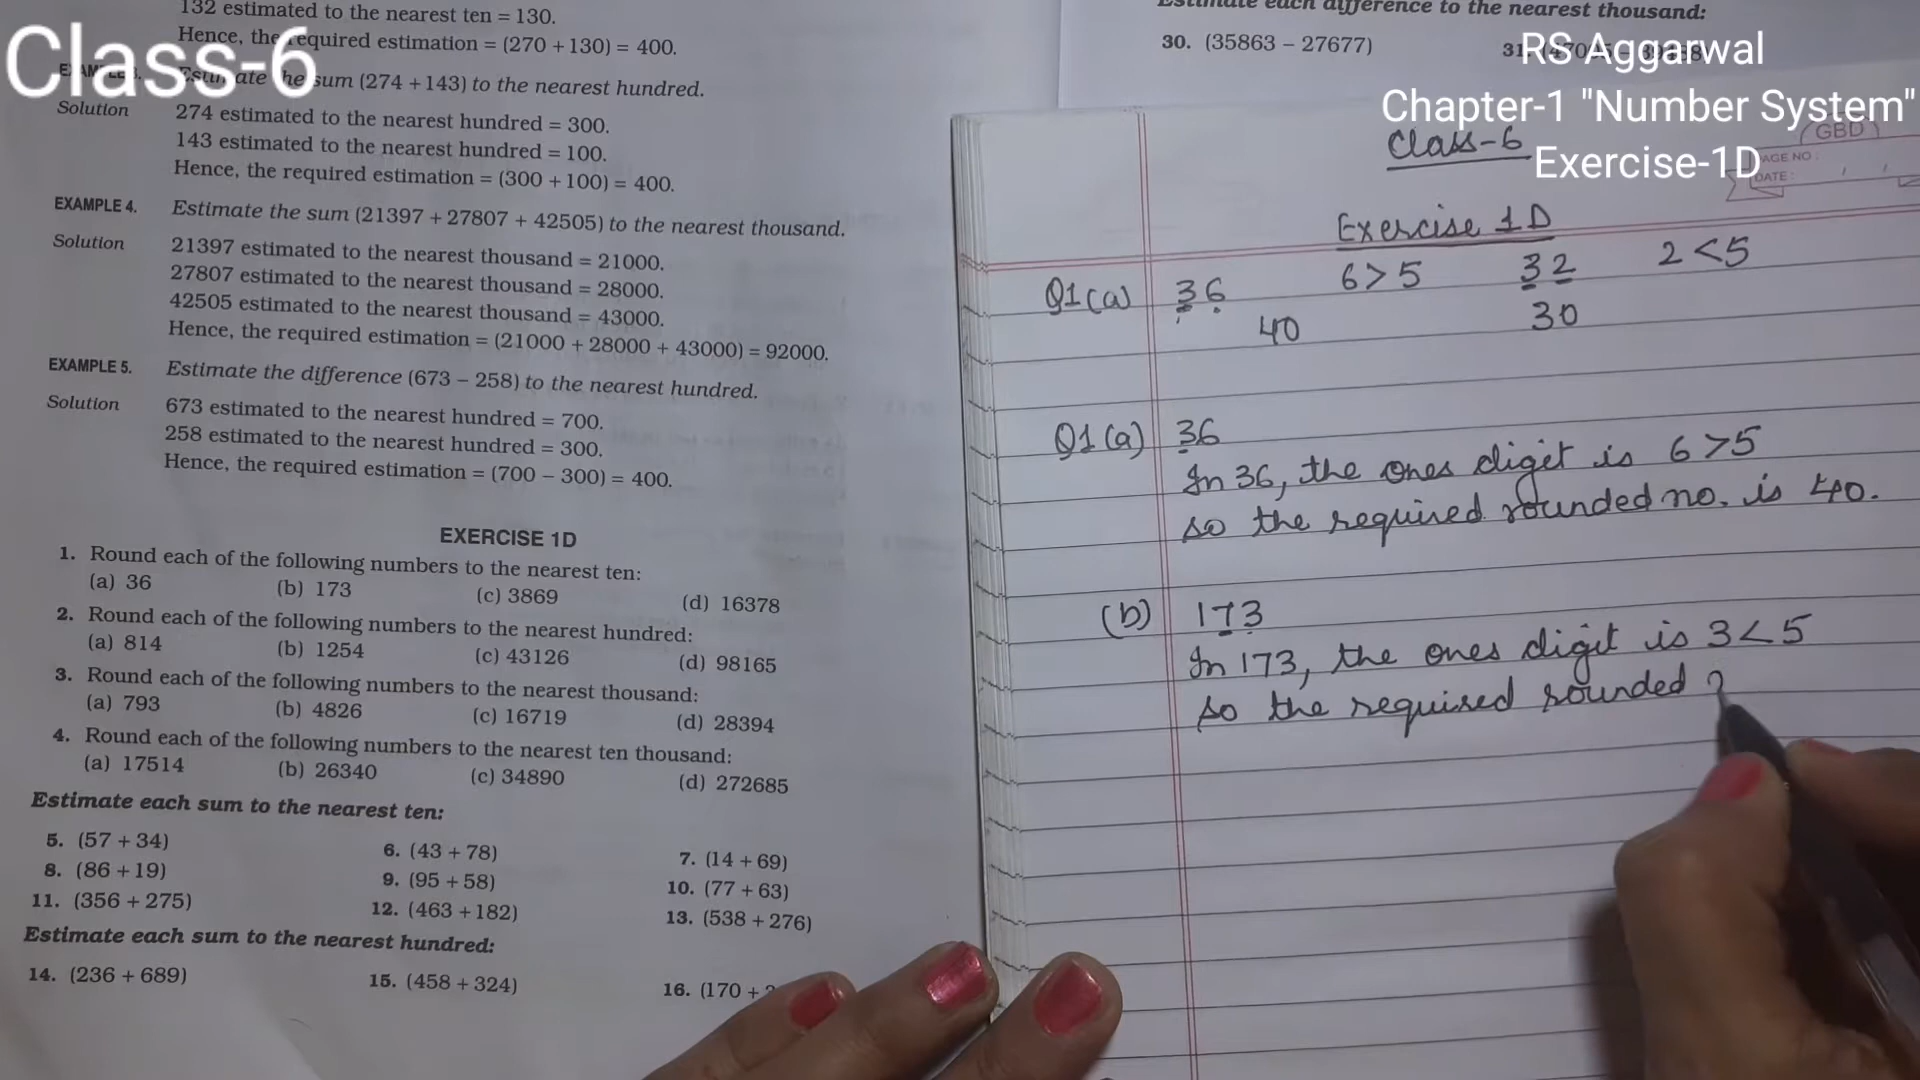 Class-6
RS Aggarwal
Chapter-1 "Number System"
Exercise-1D
132 estimated to the nearest ten = 130.
Hence, the required estimation = (270 + 130) = 400.
Estimate the sum (274 + 143) to the nearest hundred.
Solution 274 estimated to the nearest hundred = 300.
143 estimated to the nearest hundred = 100.
Hence, the required estimation = (300 + 100) = 400.
EXAMPLE 4. Estimate the sum (21397 + 27807 + 42505) to the nearest thousand.
Solution 21397 estimated to the nearest thousand = 21000.
27807 estimated to the nearest thousand = 28000.
42505 estimated to the nearest thousand = 43000.
Hence, the required estimation = (21000 + 28000 + 43000) = 92000.
EXAMPLE 5. Estimate the difference (673 – 258) to the nearest hundred.
Solution 673 estimated to the nearest hundred = 700.
258 estimated to the nearest hundred = 300.
Hence, the required estimation = (700 – 300) = 400.
EXERCISE 1D
1. Round each of the following numbers to the nearest ten:
(a) 36 (b) 173 (c) 3869 (d) 16378
2. Round each of the following numbers to the nearest hundred:
(a) 814 (b) 1254 (c) 43126 (d) 98165
3. Round each of the following numbers to the nearest thousand:
(a) 793 (b) 4826 (c) 16719 (d) 28394
4. Round each of the following numbers to the nearest ten thousand:
(a) 17514 (b) 26340 (c) 34890 (d) 272685
Estimate each sum to the nearest ten:
5. (57 + 34) 6. (43 + 78) 7. (14 + 69)
8. (86 + 19) 9. (95 + 58) 10. (77 + 63)
11. (356 + 275) 12. (463 + 182) 13. (538 + 276)
Estimate each sum to the nearest hundred:
14. (236 + 689) 15. (458 + 324) 16. (170 +
Estimate each difference to the nearest thousand:
30. (35863 – 27677) 31.
GBD
PAGE NO :
DATE :
Class-6
Exercise 1D
Q1(a) 36 6 > 5 32 2 < 5
40 30
Q1(a) 36
In 36, the ones digit is 6 > 5
so the required rounded no. is 40.
(b) 173
In 173, the ones digit is 3 < 5
so the required rounded